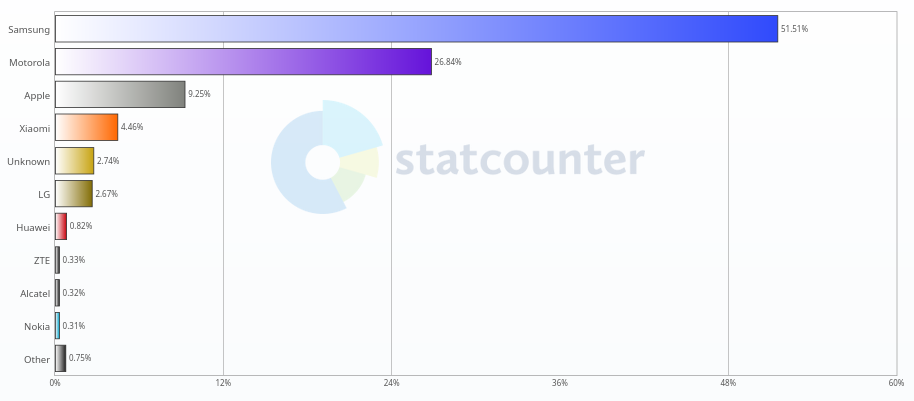 Samsung 51.51%
Motorola 26.84%
Apple 9.25%
Xiaomi 4.46%
Unknown 2.74%
LG 2.67%
Huawei 0.82%
ZTE 0.33%
Alcatel 0.32%
Nokia 0.31%
Other 0.75%
0% 12% 24% 36% 48% 60%
statcounter